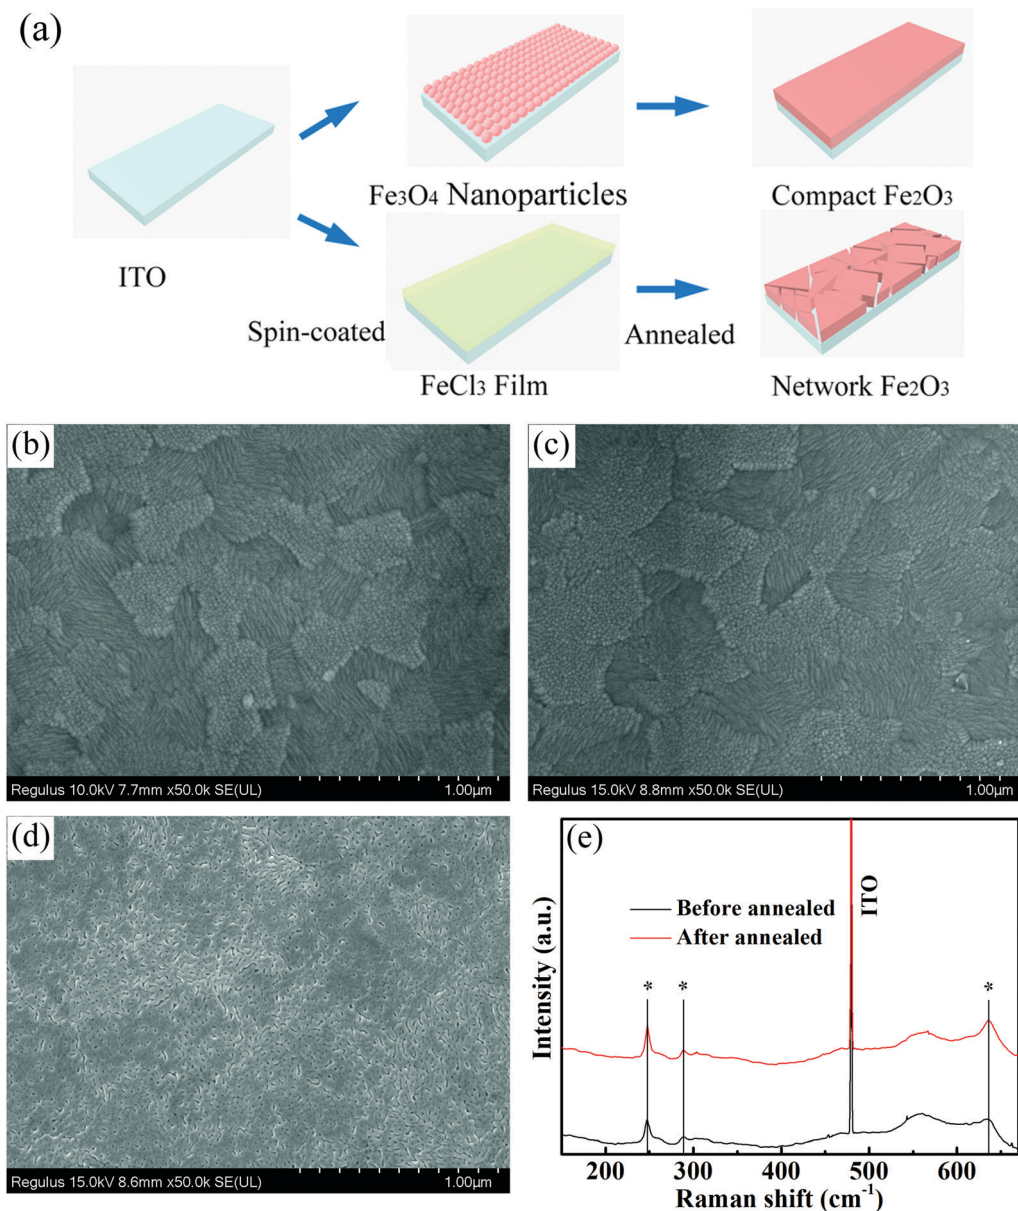 (a)
Fe3O4 Nanoparticles
Compact Fe2O3
ITO
Spin-coated
Annealed
FeCl3 Film
Network Fe2O3
(b)
Regulus 10.0kV 7.7mm x50.0k SE(UL)
1.00μm
(c)
Regulus 15.0kV 8.8mm x50.0k SE(UL)
1.00μm
(d)
Regulus 15.0kV 8.6mm x50.0k SE(UL)
1.00μm
(e)
ITO
Before annealed
After annealed
* * *
Intensity (a.u.)
200 300 400 500 600
Raman shift (cm-1)